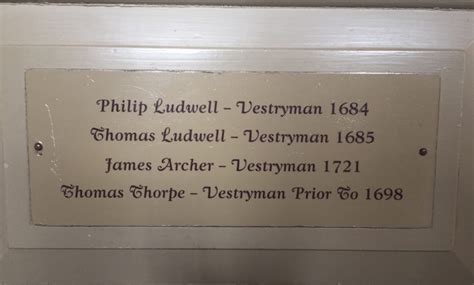 Philip Ludwell – Vestryman 1684
Thomas Ludwell – Vestryman 1685
James Archer – Vestryman 1721
Thomas Thorpe – Vestryman Prior To 1698